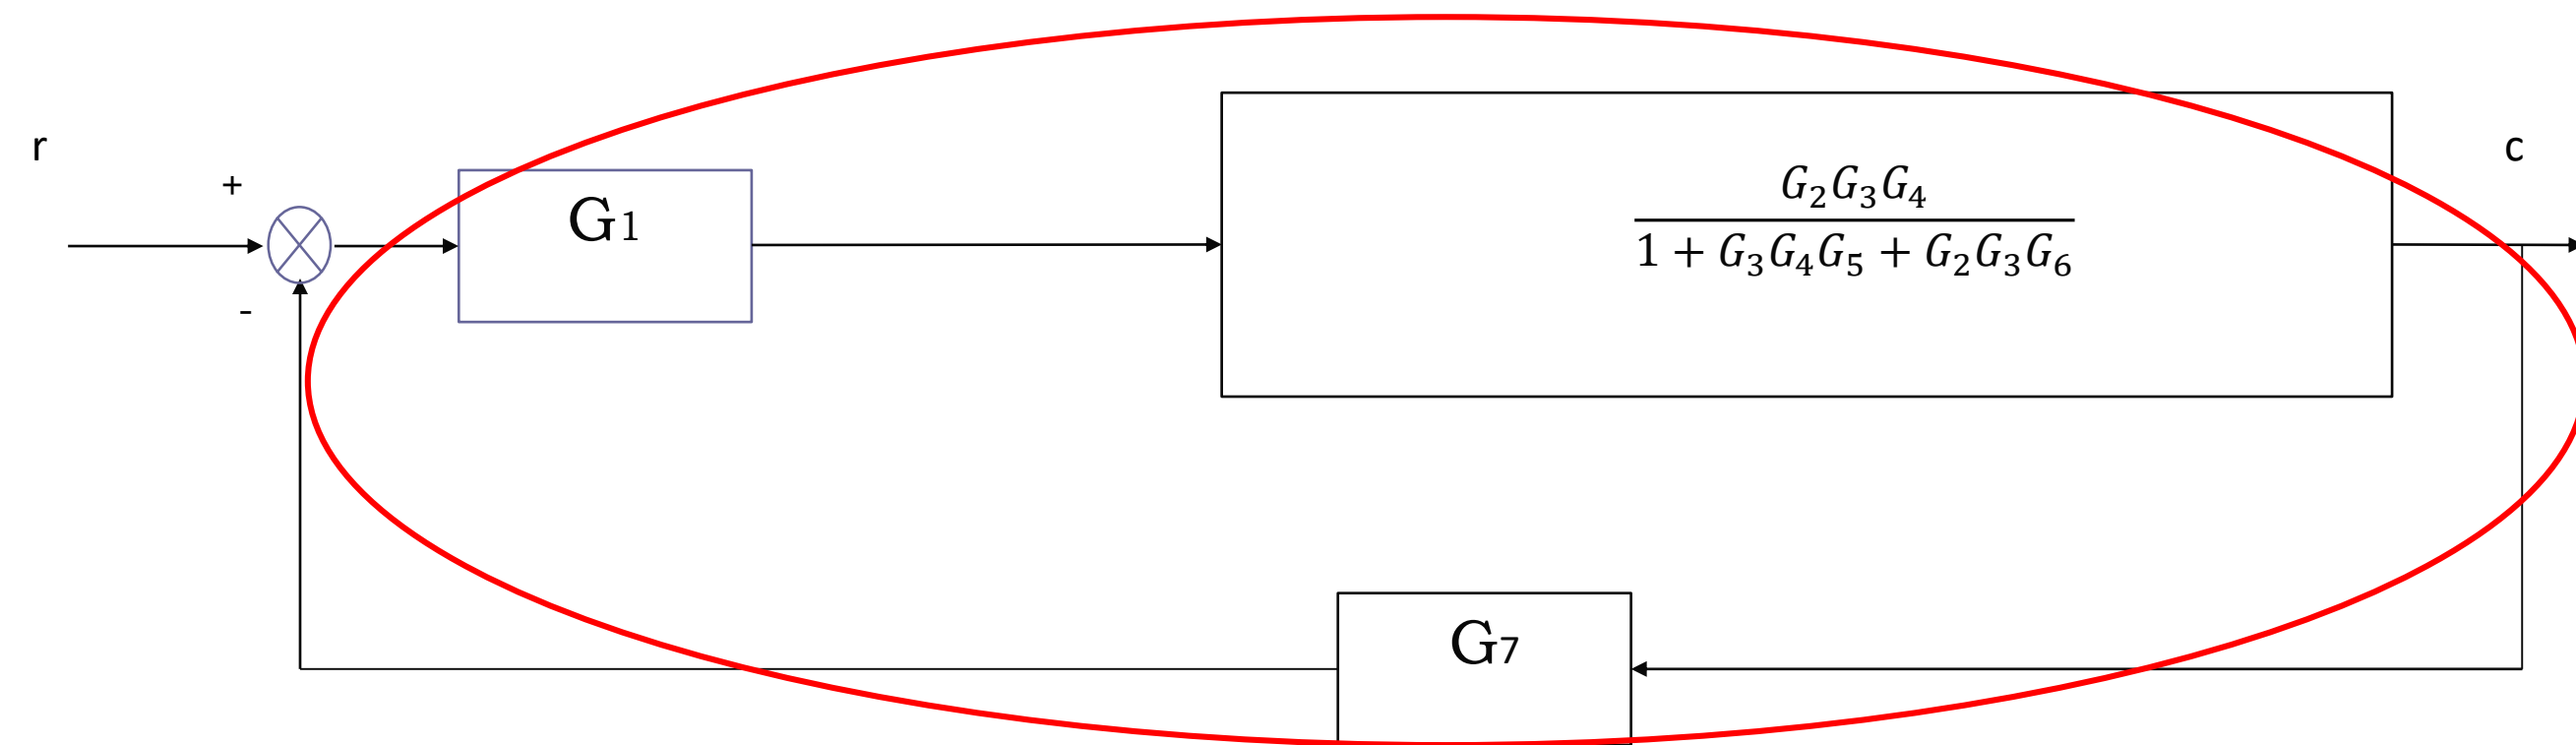 r
+
-
G1
G₂G₃G₄
1 + G₃G₄G₅ + G₂G₃G₆
c
G7